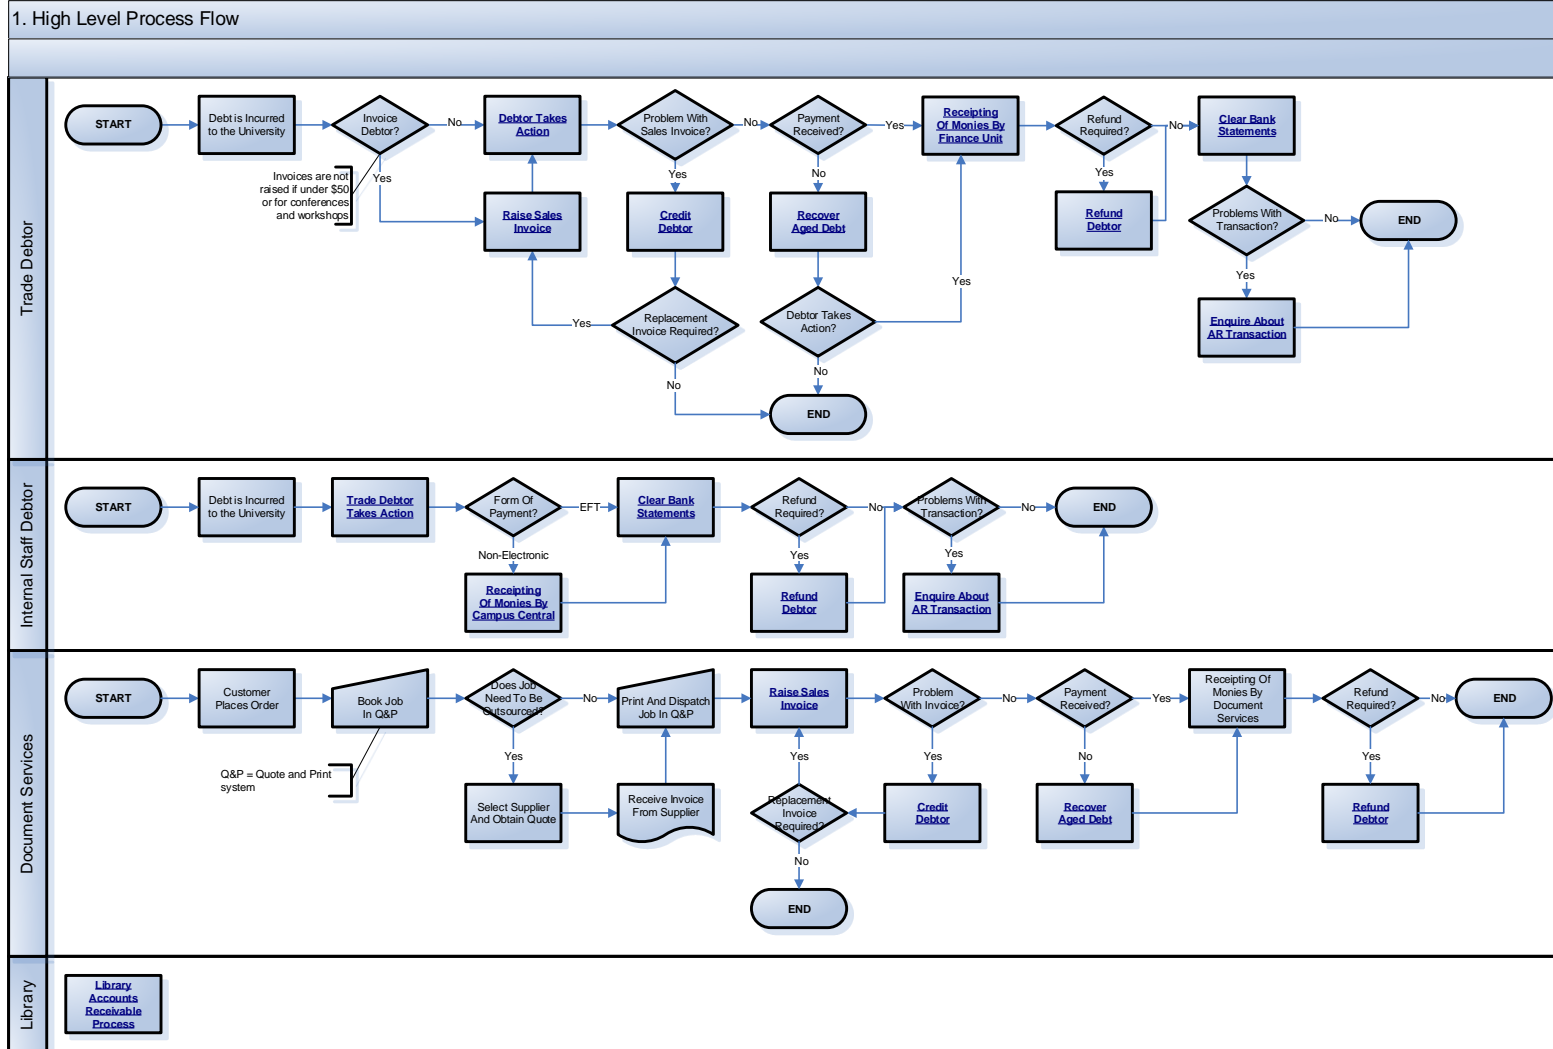 1. High Level Process Flow
Trade Debtor
START
Debt is Incurred
to the University
Invoice
Debtor?
No
Yes
Invoices are not
raised if under $50
or for conferences
and workshops
Debtor Takes
Action
Raise Sales
Invoice
Problem With
Sales Invoice?
No
Yes
Credit
Debtor
Replacement
Invoice Required?
Yes
No
Payment
Received?
Yes
No
Recover
Aged Debt
Debtor Takes
Action?
Yes
No
END
Receipting
Of Monies By
Finance Unit
Refund
Required?
No
Yes
Refund
Debtor
Clear Bank
Statements
Problems With
Transaction?
No
Yes
END
Enquire About
AR Transaction
Internal Staff Debtor
START
Debt is Incurred
to the University
Trade Debtor
Takes Action
Form Of
Payment?
EFT
Non-Electronic
Receipting
Of Monies By
Campus Central
Clear Bank
Statements
Refund
Required?
No
Yes
Refund
Debtor
Problems With
Transaction?
No
Yes
Enquire About
AR Transaction
END
Document Services
START
Customer
Places Order
Book Job
In Q&P
Q&P = Quote and Print
system
Does Job
Need To Be
Outsourced?
No
Yes
Select Supplier
And Obtain Quote
Receive Invoice
From Supplier
Print And Dispatch
Job In Q&P
Raise Sales
Invoice
Yes
Replacement
Invoice
Required?
No
END
Problem
With Invoice?
No
Yes
Credit
Debtor
Payment
Received?
Yes
No
Recover
Aged Debt
Receipting Of
Monies By
Document
Services
Refund
Required?
No
Yes
Refund
Debtor
END
Library
Library
Accounts
Receivable
Process